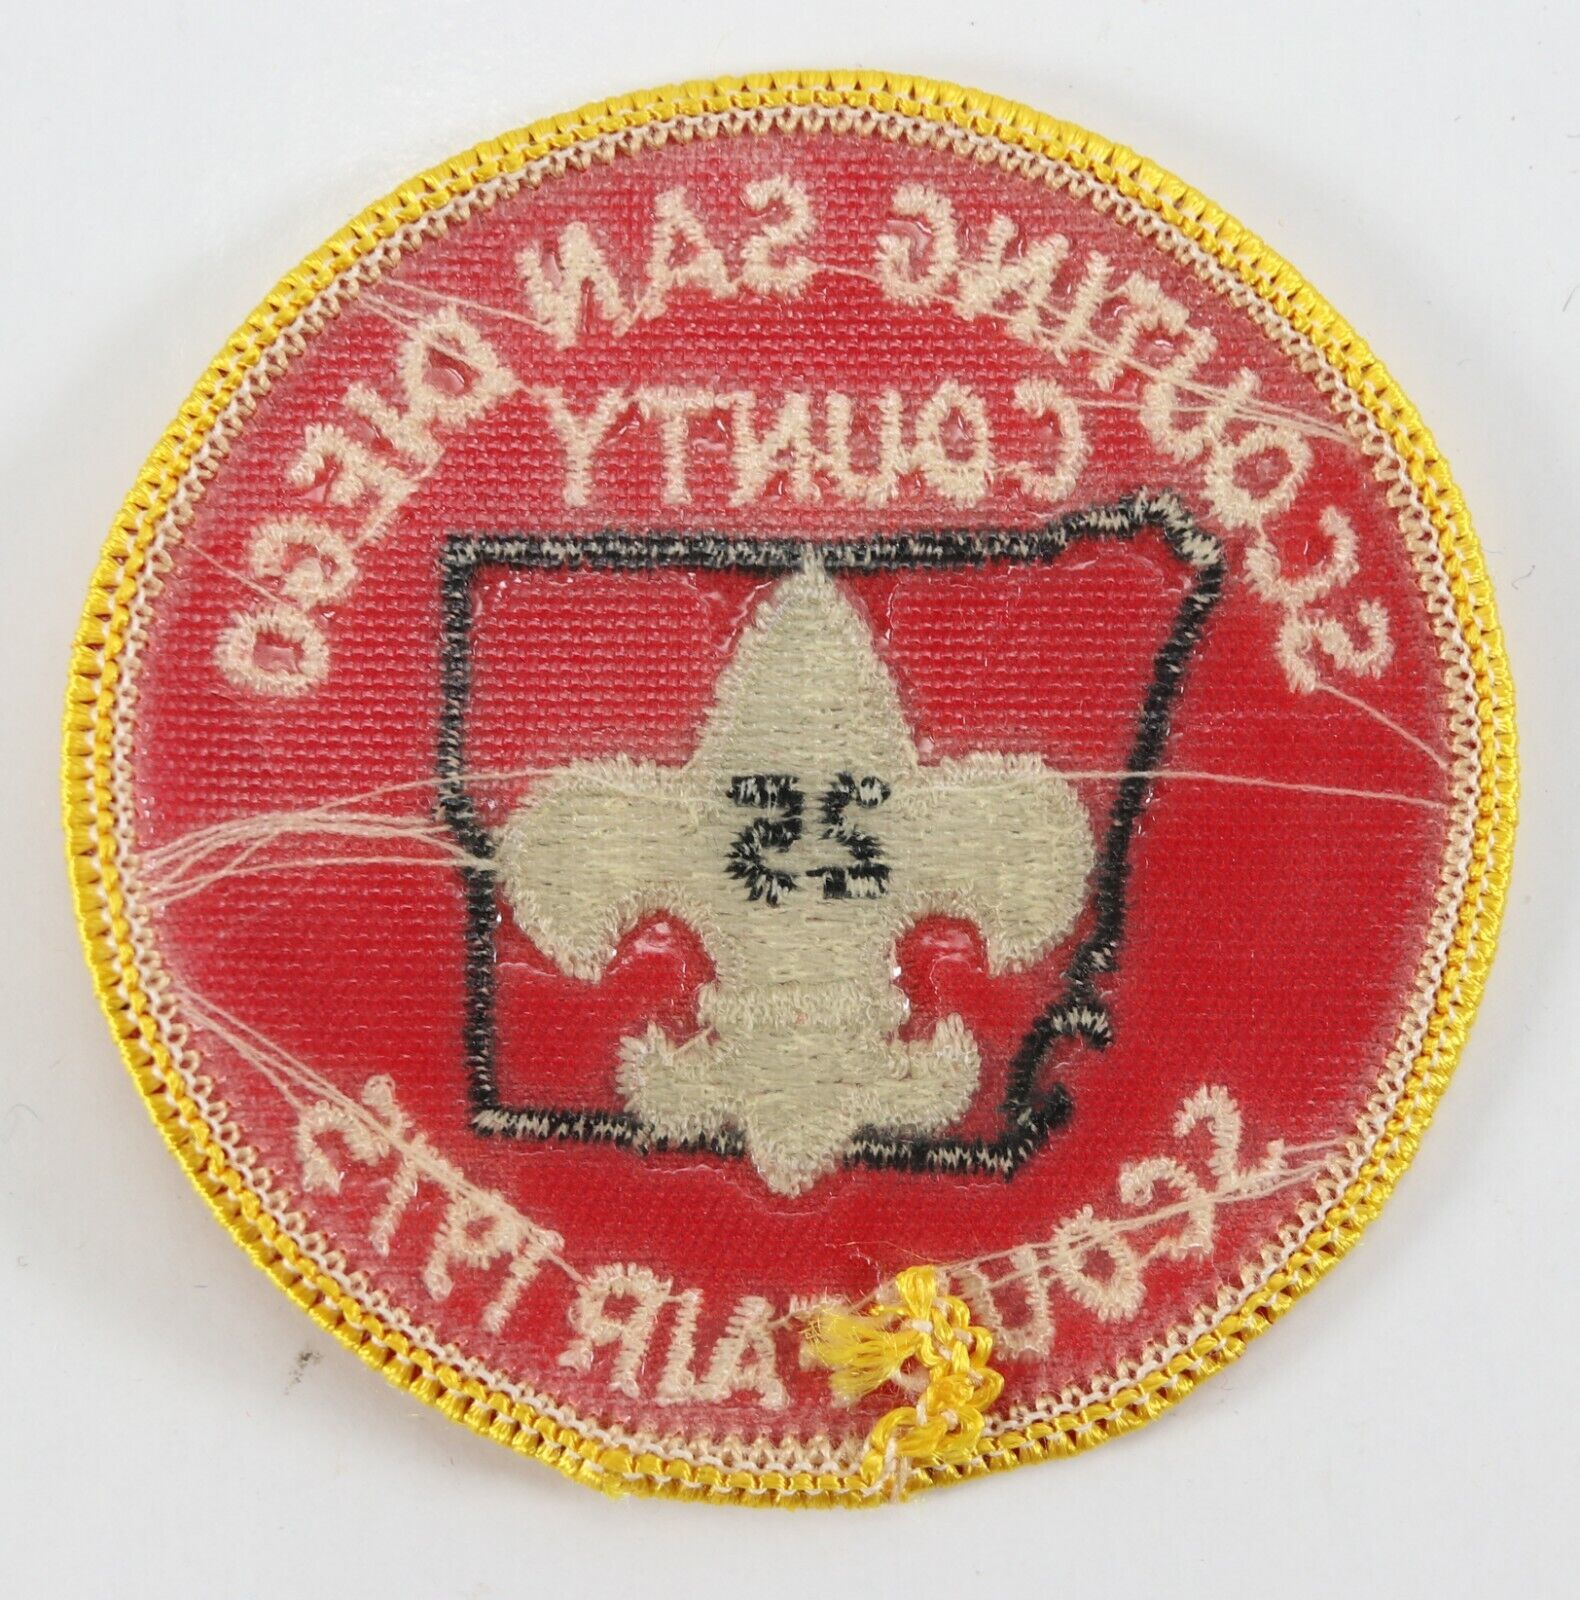 SCOUTING SAN DIEGO
COUNTY
25
SCOUT FAIR 1975